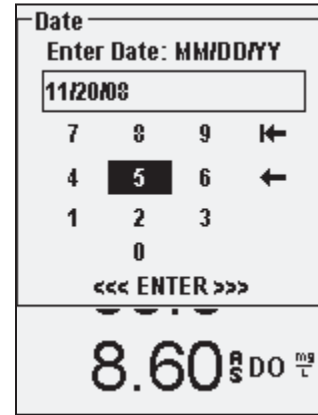 Date
Enter Date: MM/DD/YY
11/20/08
7 8 9
4 5 6
1 2 3
0
<<< ENTER >>>
8.60 AS DO mg/L